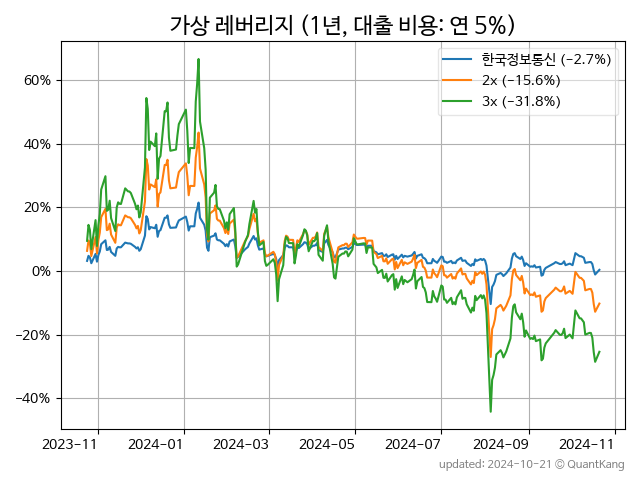 가상 레버리지 (1년, 대출 비용: 연 5%)
한국정보통신 (−2.7%)
2x (−15.6%)
3x (−31.8%)
60%
40%
20%
0%
−20%
−40%
2023-11 2024-01 2024-03 2024-05 2024-07 2024-09 2024-11
updated: 2024-10-21 © QuantKang